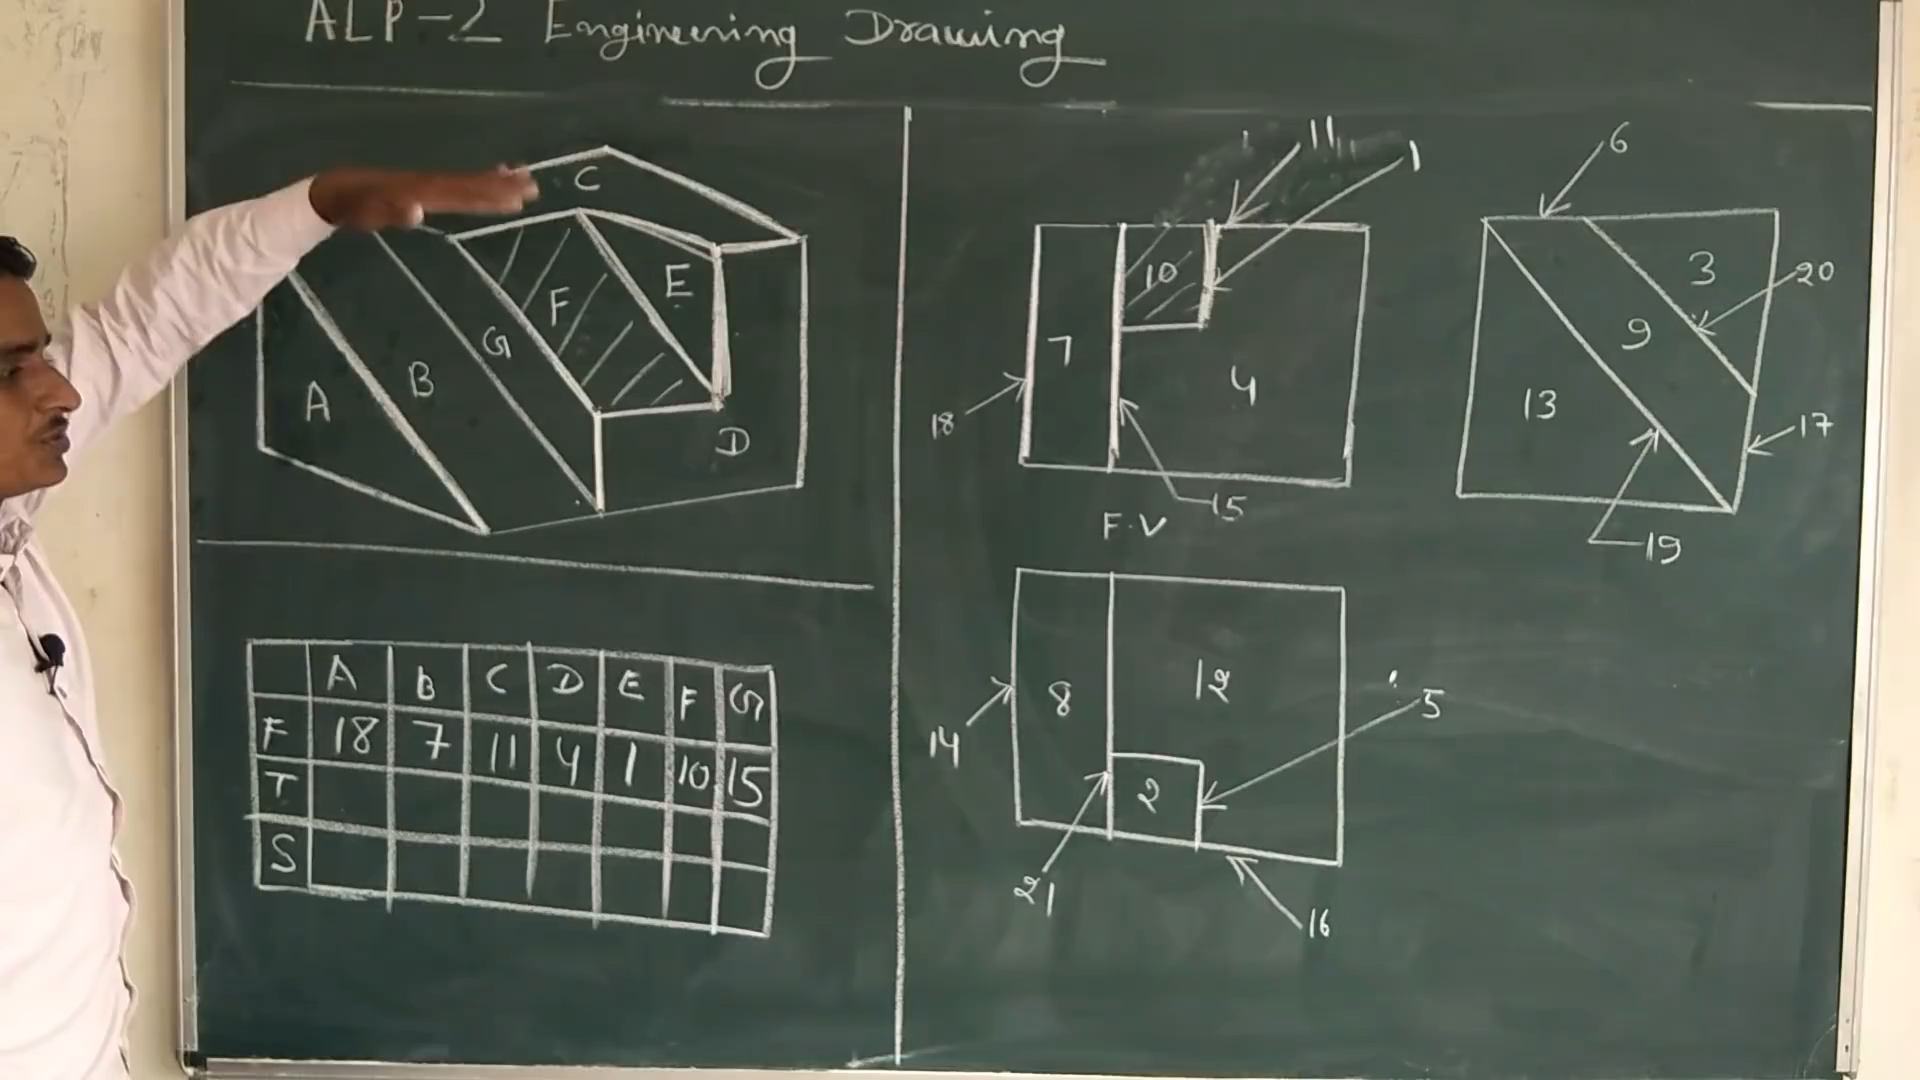 ALP-2 Engineering Drawing
C
A B G F E
D
A B C D E F G
F 18 7 11 4 1 10 15
T
S
11 1
10
7
4
18
15
F.V
6
3 20
9
13
17
19
8 12
5
14
2
21
16